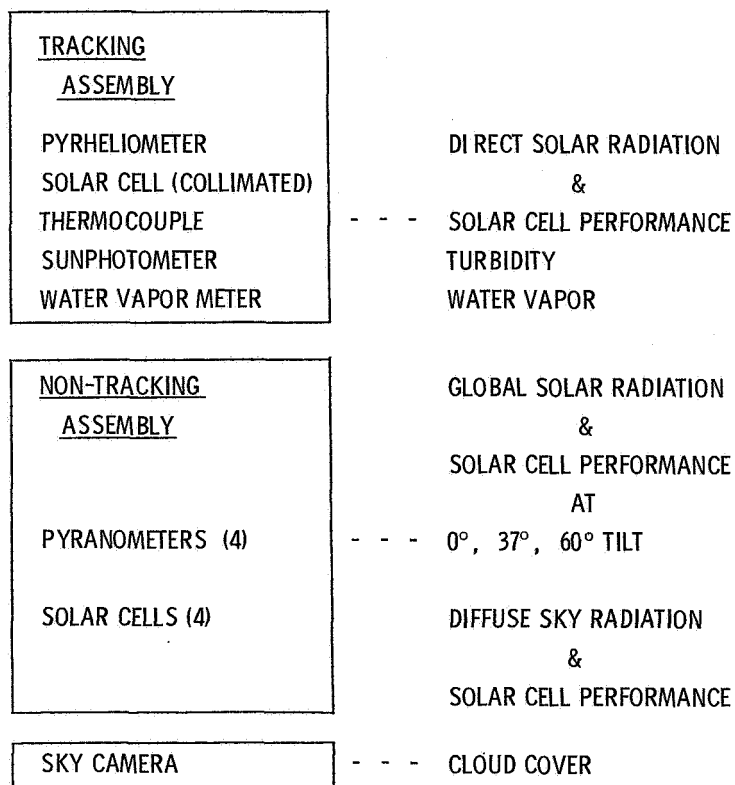 TRACKING
ASSEMBLY
PYRHELIOMETER
SOLAR CELL (COLLIMATED)
THERMOCOUPLE
SUNPHOTOMETER
WATER VAPOR METER
DIRECT SOLAR RADIATION
&
- - - SOLAR CELL PERFORMANCE
TURBIDITY
WATER VAPOR
NON-TRACKING
ASSEMBLY
PYRANOMETERS (4)
SOLAR CELLS (4)
GLOBAL SOLAR RADIATION
&
SOLAR CELL PERFORMANCE
AT
- - - 0°, 37°, 60° TILT
DIFFUSE SKY RADIATION
&
SOLAR CELL PERFORMANCE
SKY CAMERA - - - CLOUD COVER